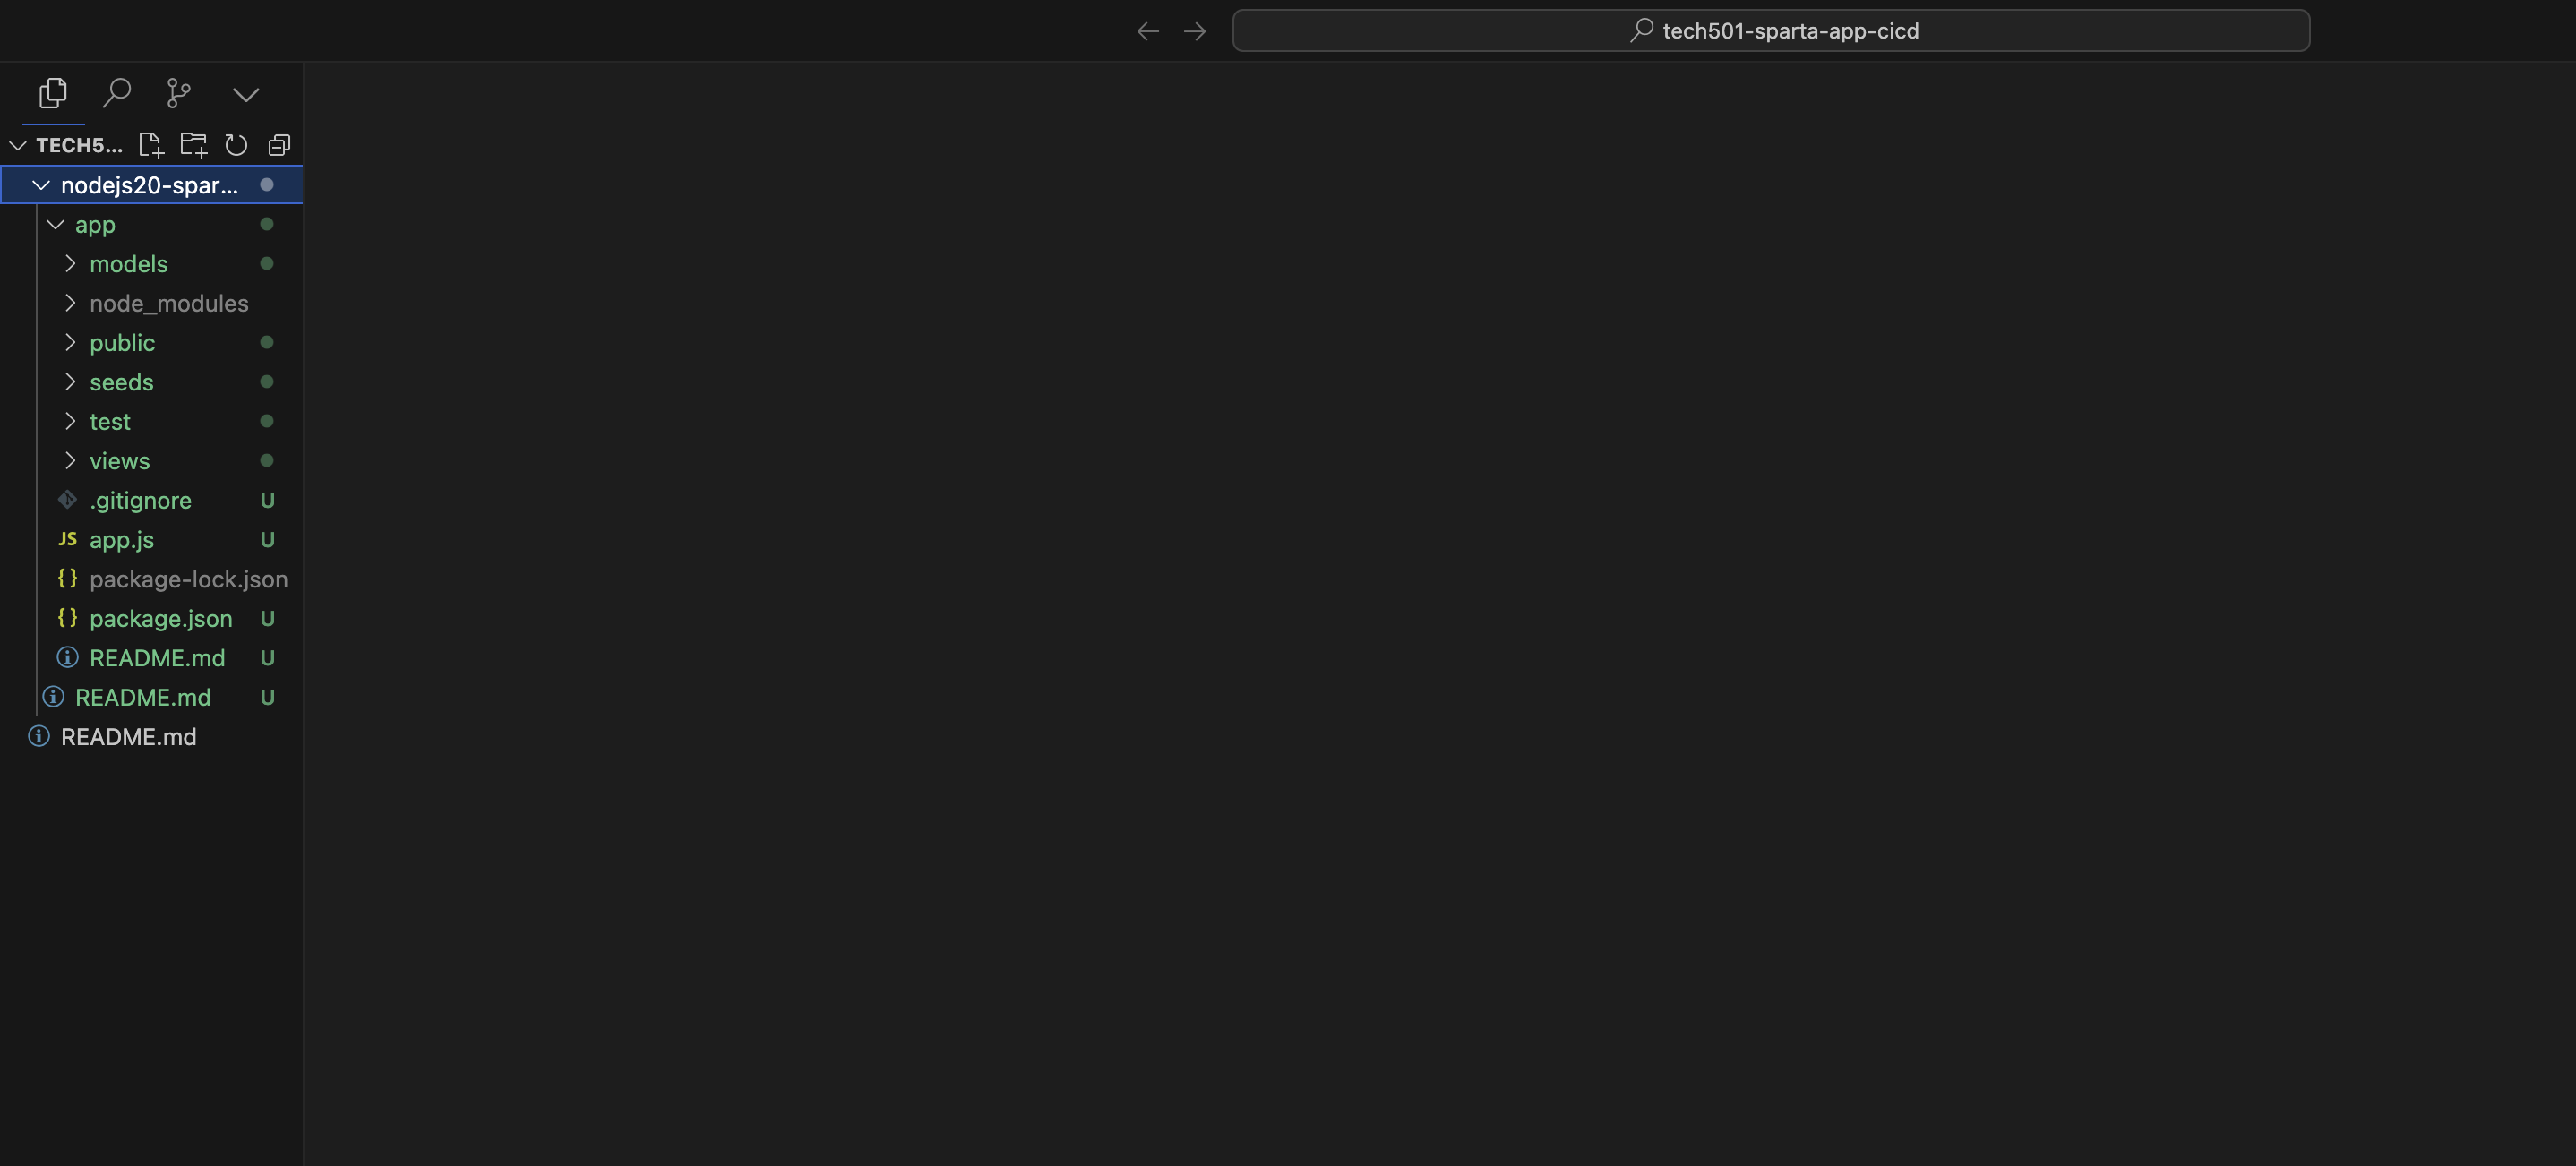 tech501-sparta-app-cicd
TECH5...
nodejs20-spar...
app
models
node_modules
public
seeds
test
views
.gitignore U
JS app.js U
{} package-lock.json
{} package.json U
README.md U
README.md U
README.md